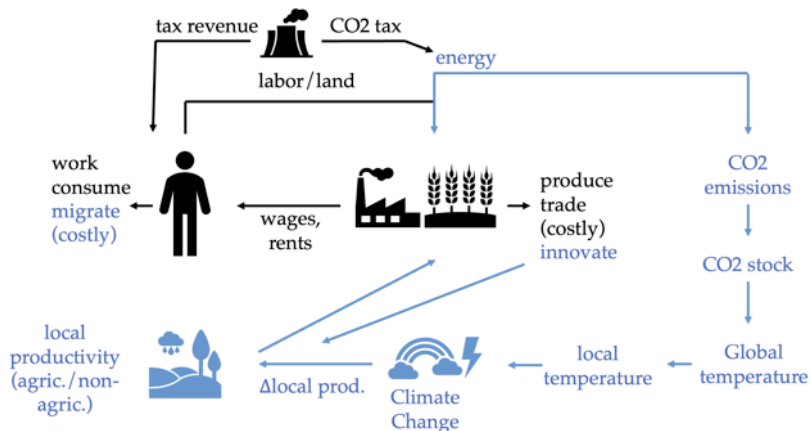 tax revenue
CO2 tax
energy
labor/land
work
consume
migrate
(costly)
wages,
rents
produce
trade
(costly)
innovate
CO2
emissions
CO2 stock
local
productivity
(agric./non-
agric.)
Δlocal prod.
Climate
Change
local
temperature
Global
temperature